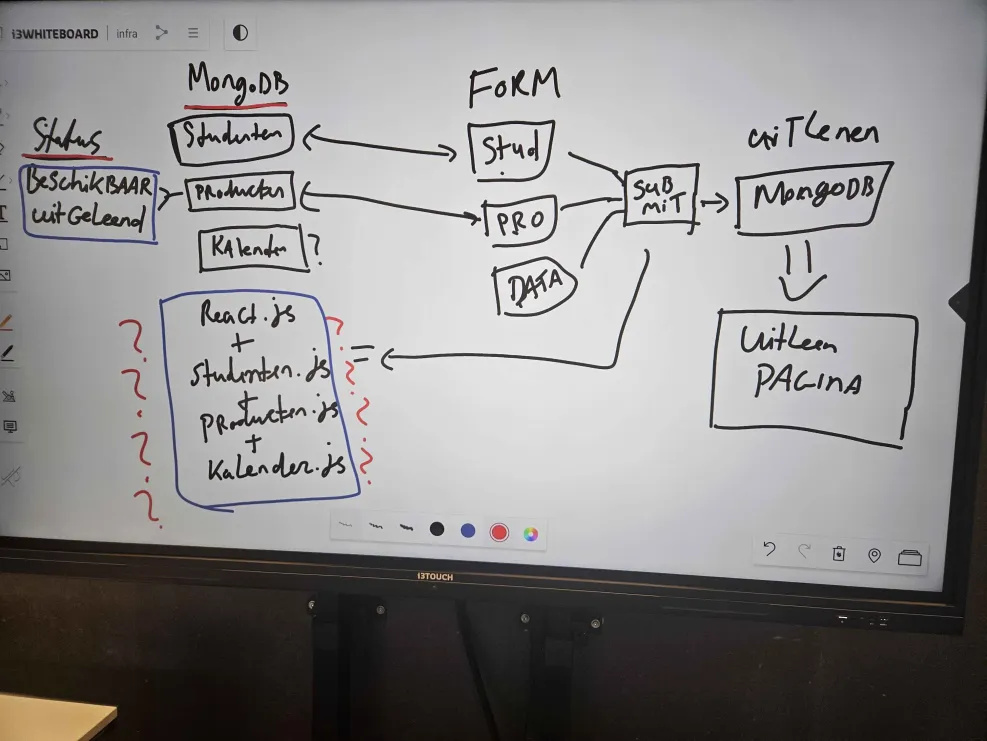 i3WHITEBOARD
infra
MongoDB
FORM
Status
BeschikBAAR
uitGeleend
Studenten
PRoducten
KAlender ?
Stud
PRO
DATA
SUB
MiT
uiTlenen
MongoDB
UiTleen
PAGinA
React.js
+
Studenten.js
+
PRoducten.js
+
Kalender.js
? ? ? ?
? ? ? ?
=
i3TOUCH